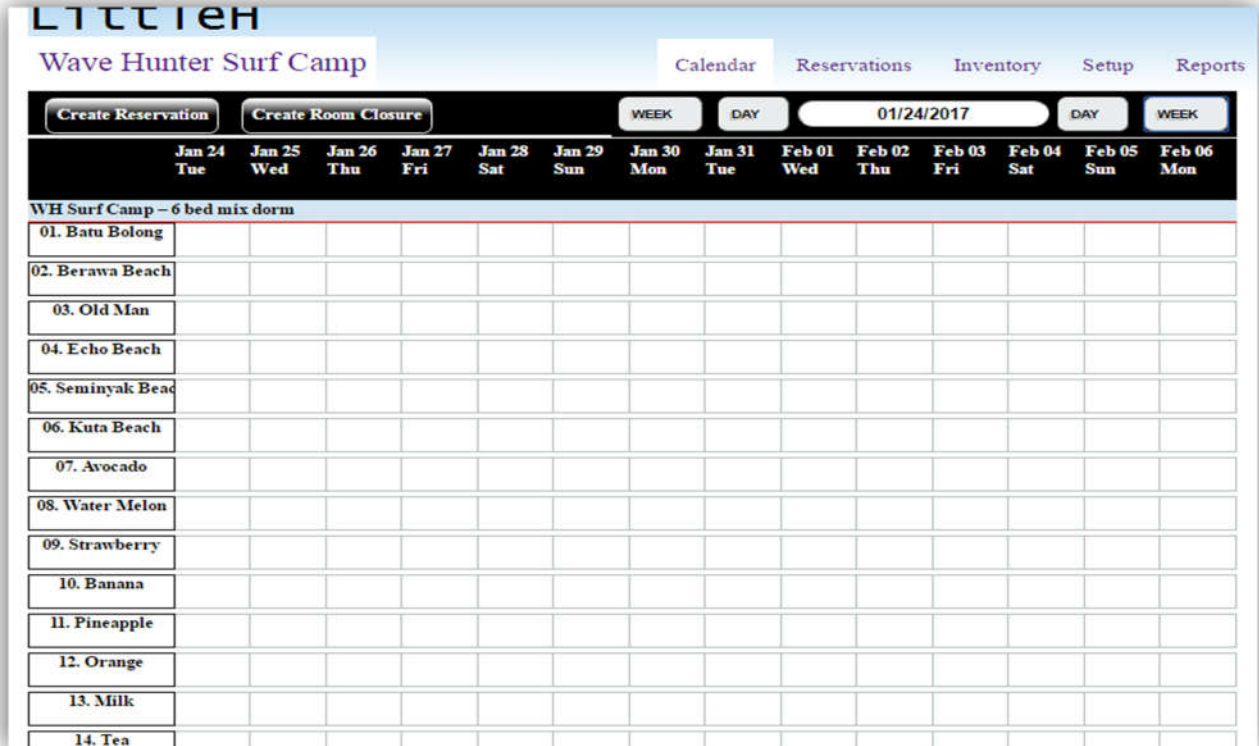 LittleH
Wave Hunter Surf Camp
Calendar Reservations Inventory Setup Reports
Create Reservation Create Room Closure WEEK DAY 01/24/2017 DAY WEEK
Jan 24 Jan 25 Jan 26 Jan 27 Jan 28 Jan 29 Jan 30 Jan 31 Feb 01 Feb 02 Feb 03 Feb 04 Feb 05 Feb 06
Tue Wed Thu Fri Sat Sun Mon Tue Wed Thu Fri Sat Sun Mon
WH Surf Camp – 6 bed mix dorm
01. Batu Bolong
02. Berawa Beach
03. Old Man
04. Echo Beach
05. Seminyak Beac
06. Kuta Beach
07. Avocado
08. Water Melon
09. Strawberry
10. Banana
11. Pineapple
12. Orange
13. Milk
14. Tea